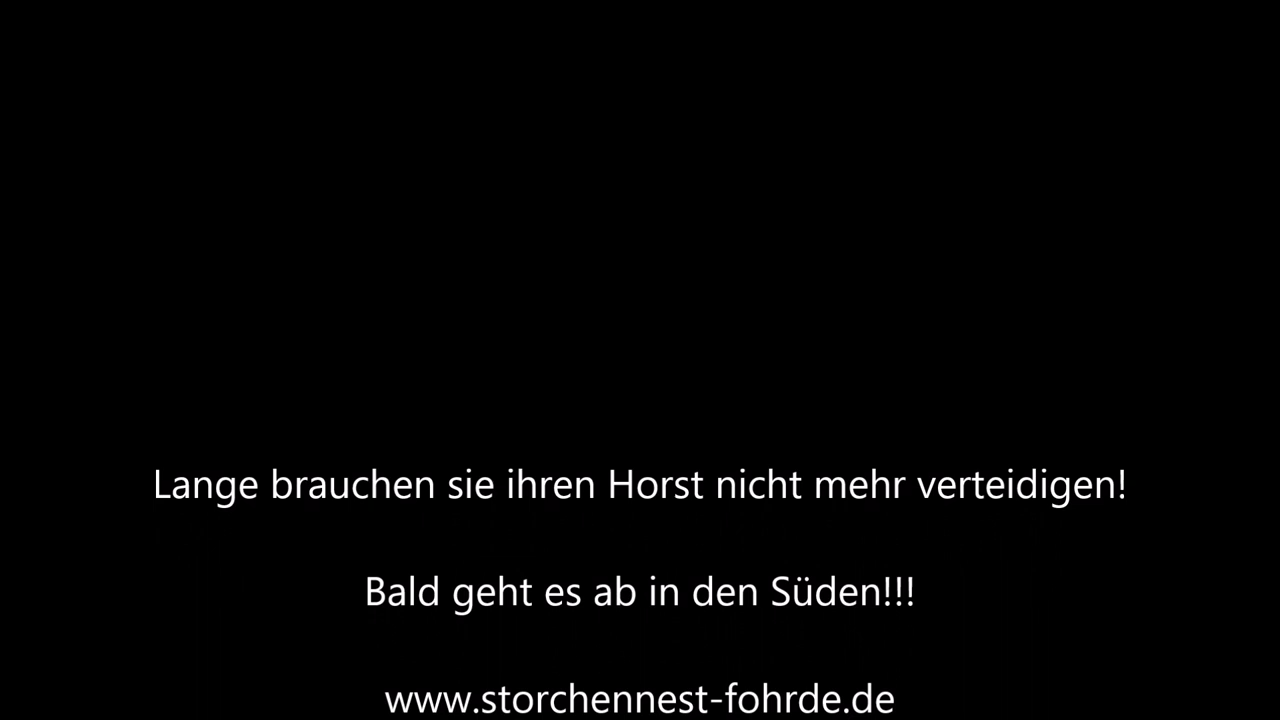 Lange brauchen sie ihren Horst nicht mehr verteidigen!
Bald geht es ab in den Süden!!!
www.storchennest-fohrde.de